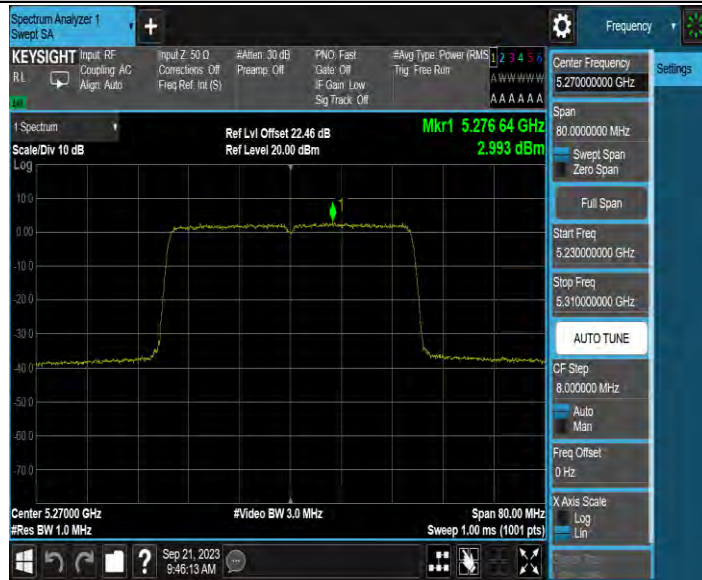 Spectrum Analyzer 1
Swept SA
+
Frequency
KEYSIGHT
RL
Input: RF
Coupling: AC
Align: Auto
Input Z: 50 Ω
Corrections: Off
Freq Ref: Int (S)
#Atten: 30 dB
Preamp: Off
PNO: Fast
Gate: Off
IF Gain: Low
Sig Track: Off
#Avg Type: Power (RMS
Trig: Free Run
1 2 3 4 5 6
A W W W W W
A A A A A A
1 Spectrum
Scale/Div 10 dB
Ref Lvl Offset 22.46 dB
Ref Level 20.00 dBm
Mkr1 5.276 64 GHz
2.993 dBm
Log
10.0
0.00
-10.0
-20.0
-30.0
-40.0
-50.0
-60.0
-70.0
1
Center 5.27000 GHz
#Res BW 1.0 MHz
#Video BW 3.0 MHz
Span 80.00 MHz
Sweep 1.00 ms (1001 pts)
Center Frequency
5.270000000 GHz
Settings
Span
80.0000000 MHz
Swept Span
Zero Span
Full Span
Start Freq
5.230000000 GHz
Stop Freq
5.310000000 GHz
AUTO TUNE
CF Step
8.000000 MHz
Auto
Man
Freq Offset
0 Hz
X Axis Scale
Log
Lin
?
Sep 21, 2023
9:46:13 AM